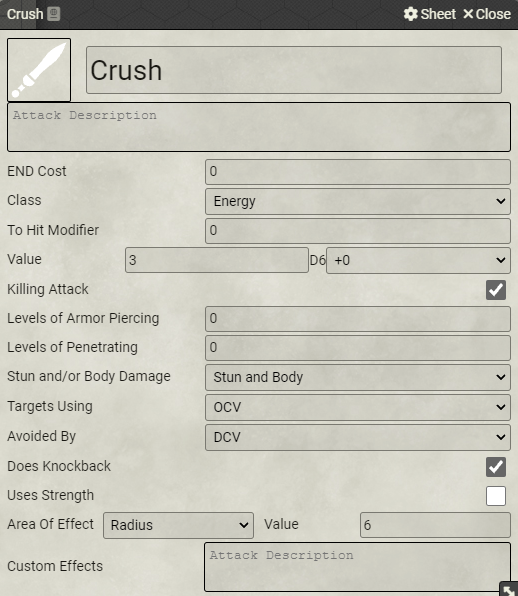 Crush Sheet Close
Crush
Attack Description
END Cost 0
Class Energy
To Hit Modifier 0
Value 3 D6 +0
Killing Attack
Levels of Armor Piercing 0
Levels of Penetrating 0
Stun and/or Body Damage Stun and Body
Targets Using OCV
Avoided By DCV
Does Knockback
Uses Strength
Area Of Effect Radius Value 6
Custom Effects Attack Description